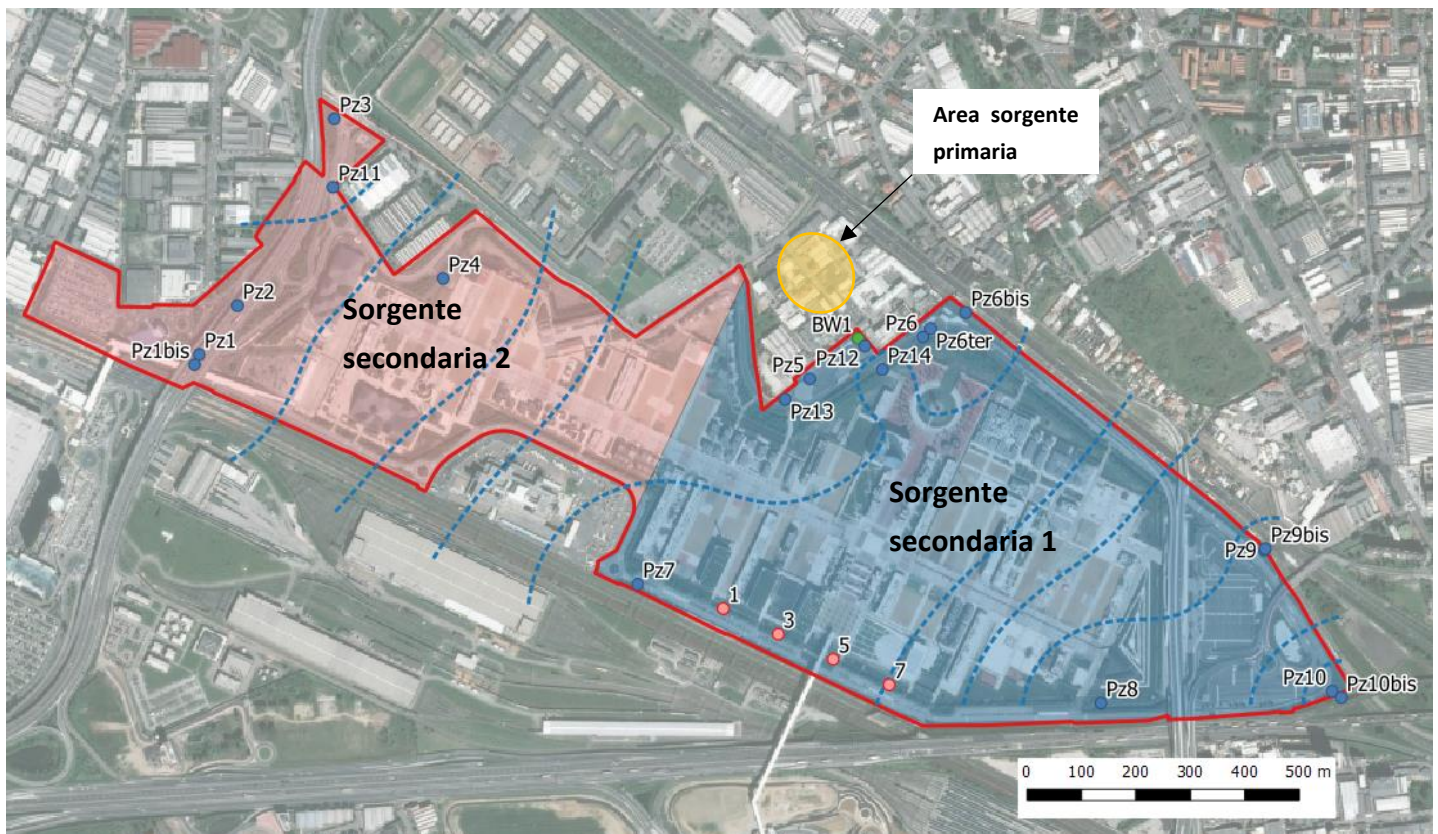 Area sorgente
primaria
Pz3
Pz11
Pz4
Pz2
Sorgente
secondaria 2
Pz1bis
Pz1
BW1
Pz6
Pz6bis
Pz6ter
Pz5
Pz12
Pz14
Pz13
Sorgente
secondaria 1
Pz9
Pz9bis
Pz7
1
3
5
7
Pz8
Pz10
Pz10bis
0 100 200 300 400 500 m